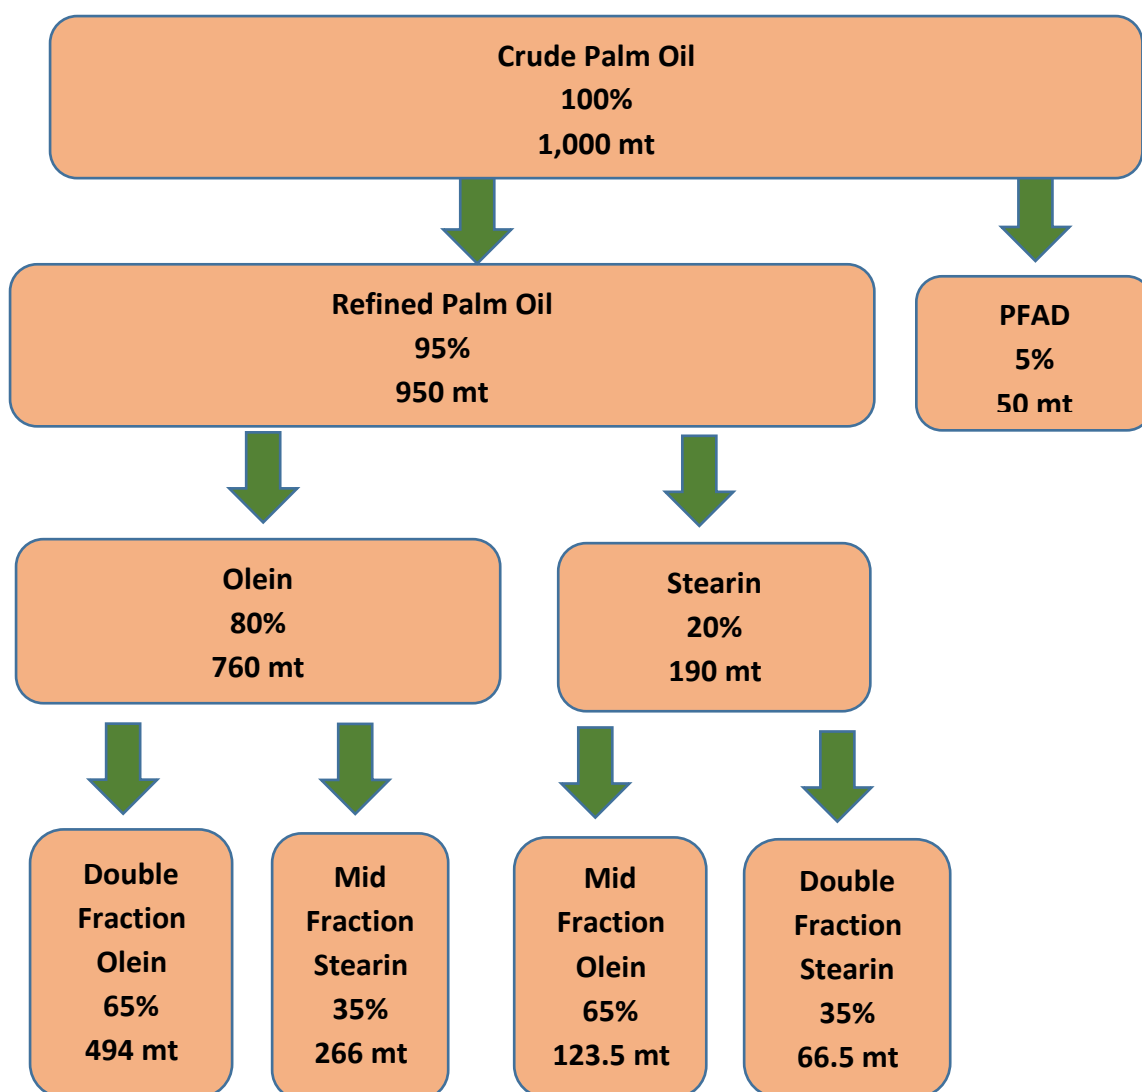 Crude Palm Oil
100%
1,000 mt
Refined Palm Oil
95%
950 mt
PFAD
5%
50 mt
Olein
80%
760 mt
Stearin
20%
190 mt
Double
Fraction
Olein
65%
494 mt
Mid
Fraction
Stearin
35%
266 mt
Mid
Fraction
Olein
65%
123.5 mt
Double
Fraction
Stearin
35%
66.5 mt